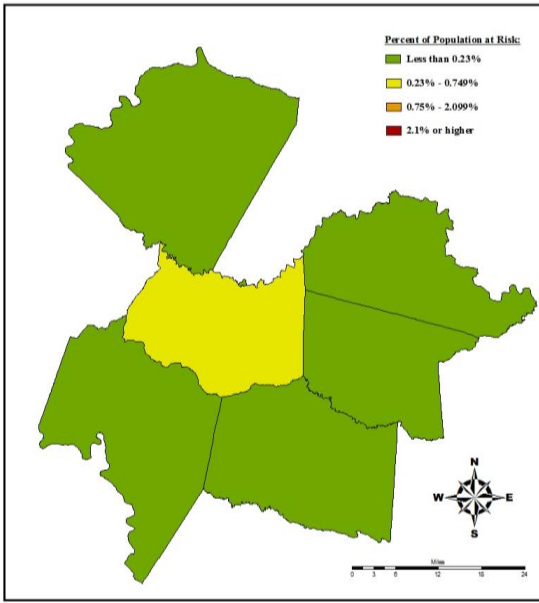 Percent of Population at Risk:
Less than 0.23%
0.23% - 0.749%
0.75% - 2.099%
2.1% or higher
N
W E
S
Miles
0 3 6 12 18 24